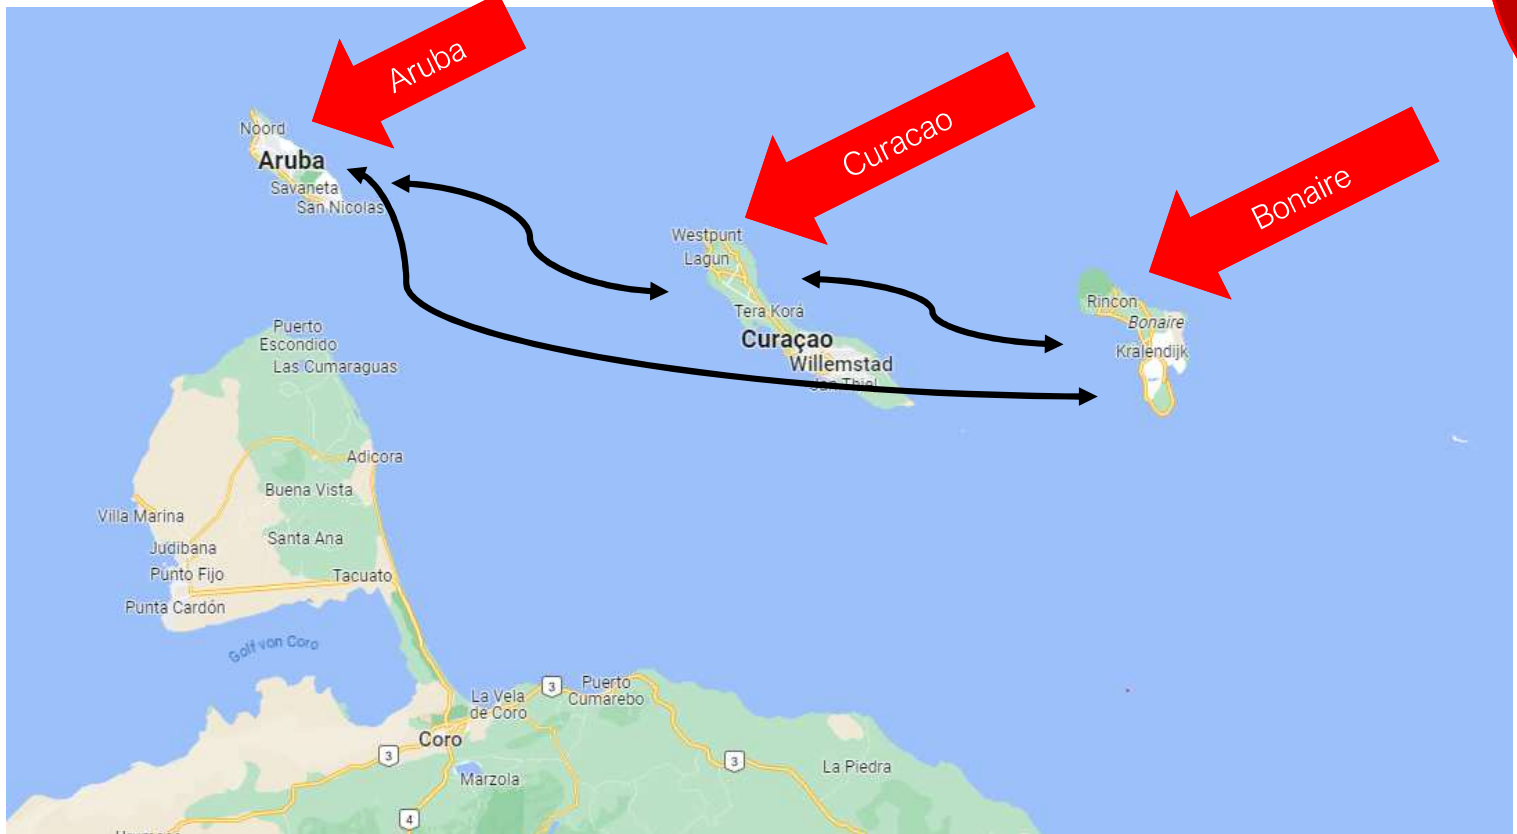 Aruba
Curacao
Bonaire
Noord
Aruba
Savaneta
San Nicolas
Westpunt
Lagun
Tera Korá
Curaçao
Willemstad
Jan Thiel
Rincon
Bonaire
Kralendijk
Puerto
Escondido
Las Cumaraguas
Adicora
Buena Vista
Villa Marina
Santa Ana
Judibana
Punto Fijo
Tacuato
Punta Cardón
Golf von Coro
La Vela
de Coro
3
Puerto
Cumarebo
Coro
3
Marzola
3
La Piedra
4